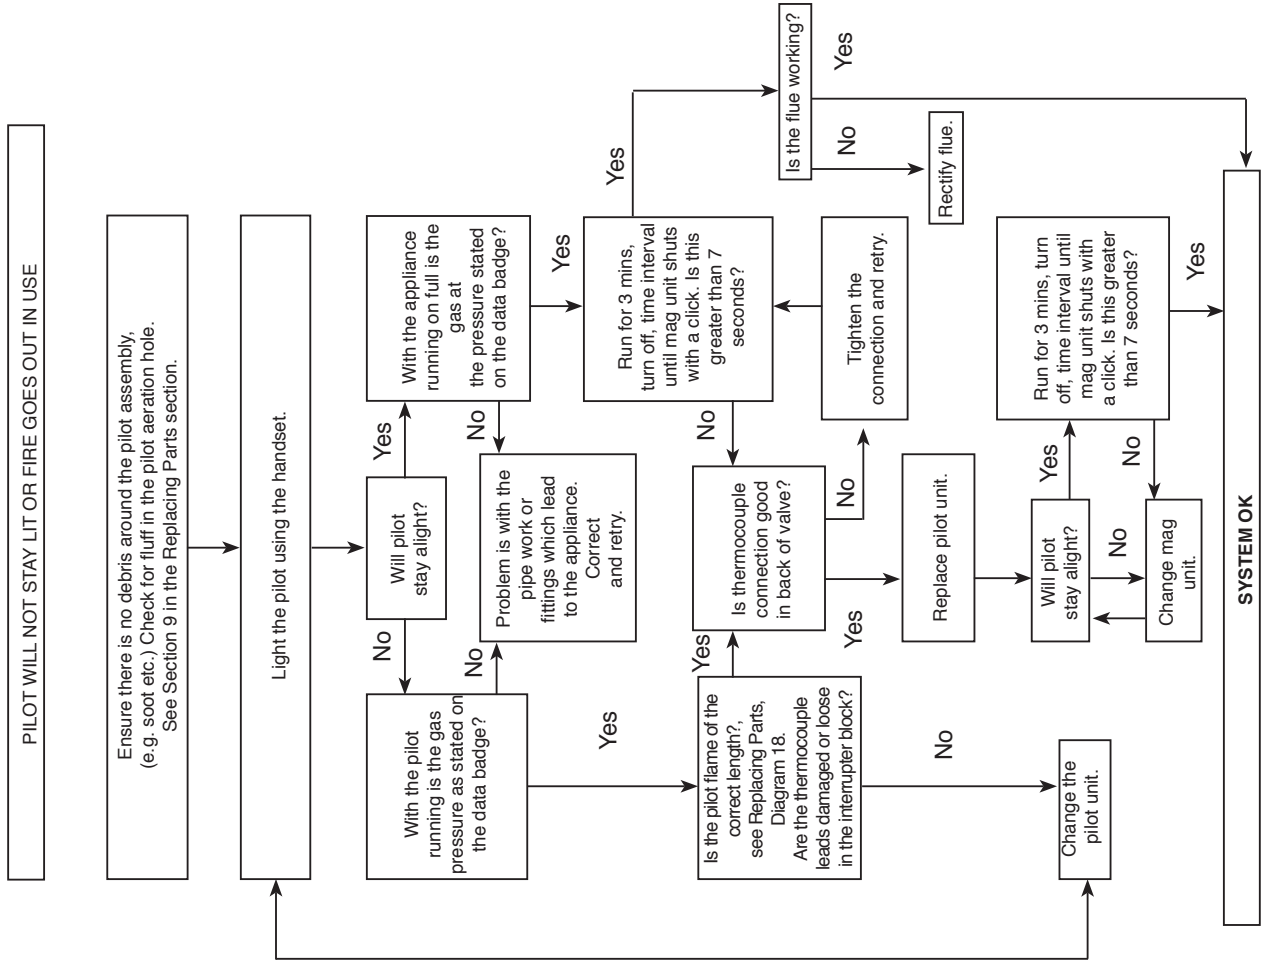 PILOT WILL NOT STAY LIT OR FIRE GOES OUT IN USE
Ensure there is no debris around the pilot assembly,
(e.g. soot etc.) Check for fluff in the pilot aeration hole.
See Section 9 in the Replacing Parts section.
Light the pilot using the handset.
Will pilot
stay alight?
No
Yes
With the pilot
running is the gas
pressure as stated on
the data badge?
With the appliance
running on full is the
gas at
the pressure stated
on the data badge?
No
No
Problem is with the
pipe work or
fittings which lead
to the appliance.
Correct
and retry.
Yes
Yes
Run for 3 mins,
turn off, time interval
until mag unit shuts
with a click. Is this
greater than 7
seconds?
Yes
No
Is the pilot flame of the
correct length?,
see Replacing Parts,
Diagram 18.
Are the thermocouple
leads damaged or loose
in the interrupter block?
Yes
Is thermocouple
connection good
in back of valve?
Is the flue working?
No
Yes
Rectify flue.
No
Yes
Tighten the
connection and retry.
Replace pilot unit.
No
Change the
pilot unit.
Will pilot
stay alight?
Yes
No
Run for 3 mins, turn
off, time interval until
mag unit shuts with
a click. Is this greater
than 7 seconds?
No
Yes
Change mag
unit.
SYSTEM OK